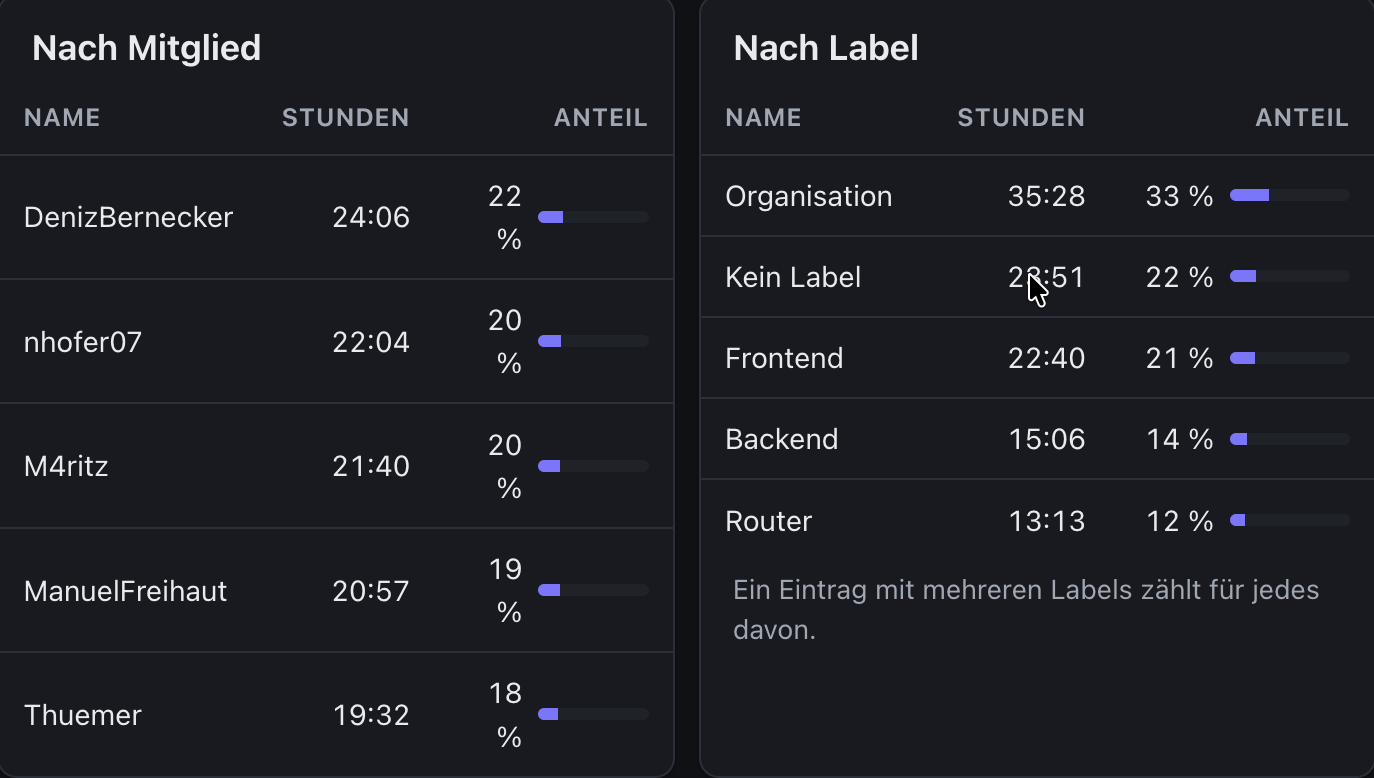 Nach Mitglied
NAME STUNDEN ANTEIL
DenizBernecker 24:06 22 %
nhofer07 22:04 20 %
M4ritz 21:40 20 %
ManuelFreihaut 20:57 19 %
Thuemer 19:32 18 %
Nach Label
NAME STUNDEN ANTEIL
Organisation 35:28 33 %
Kein Label 23:51 22 %
Frontend 22:40 21 %
Backend 15:06 14 %
Router 13:13 12 %
Ein Eintrag mit mehreren Labels zählt für jedes
davon.